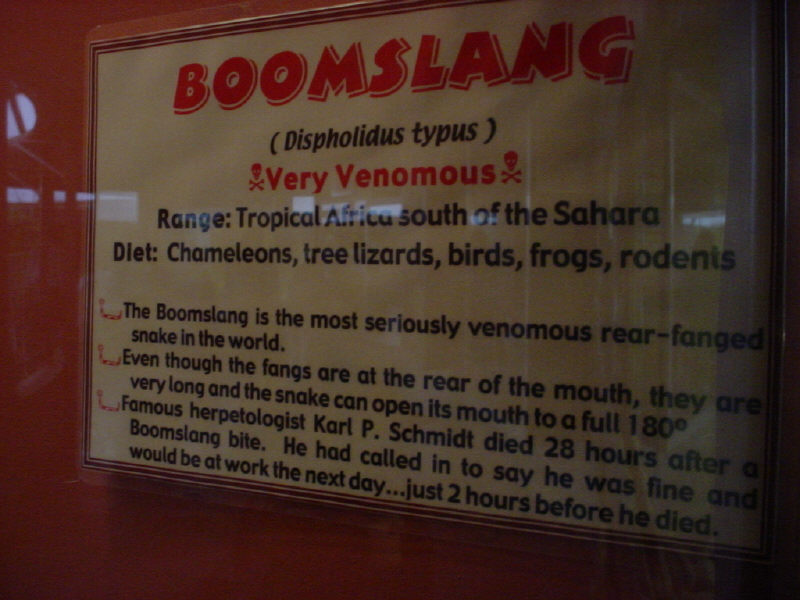 BOOMSLANG
( Dispholidus typus )
Very Venomous
Range: Tropical Africa south of the Sahara
Diet: Chameleons, tree lizards, birds, frogs, rodents
The Boomslang is the most seriously venomous rear-fanged
snake in the world.
Even though the fangs are at the rear of the mouth, they are
very long and the snake can open its mouth to a full 180º
Famous herpetologist Karl P. Schmidt died 28 hours after a
Boomslang bite. He had called in to say he was fine and
would be at work the next day...just 2 hours before he died.